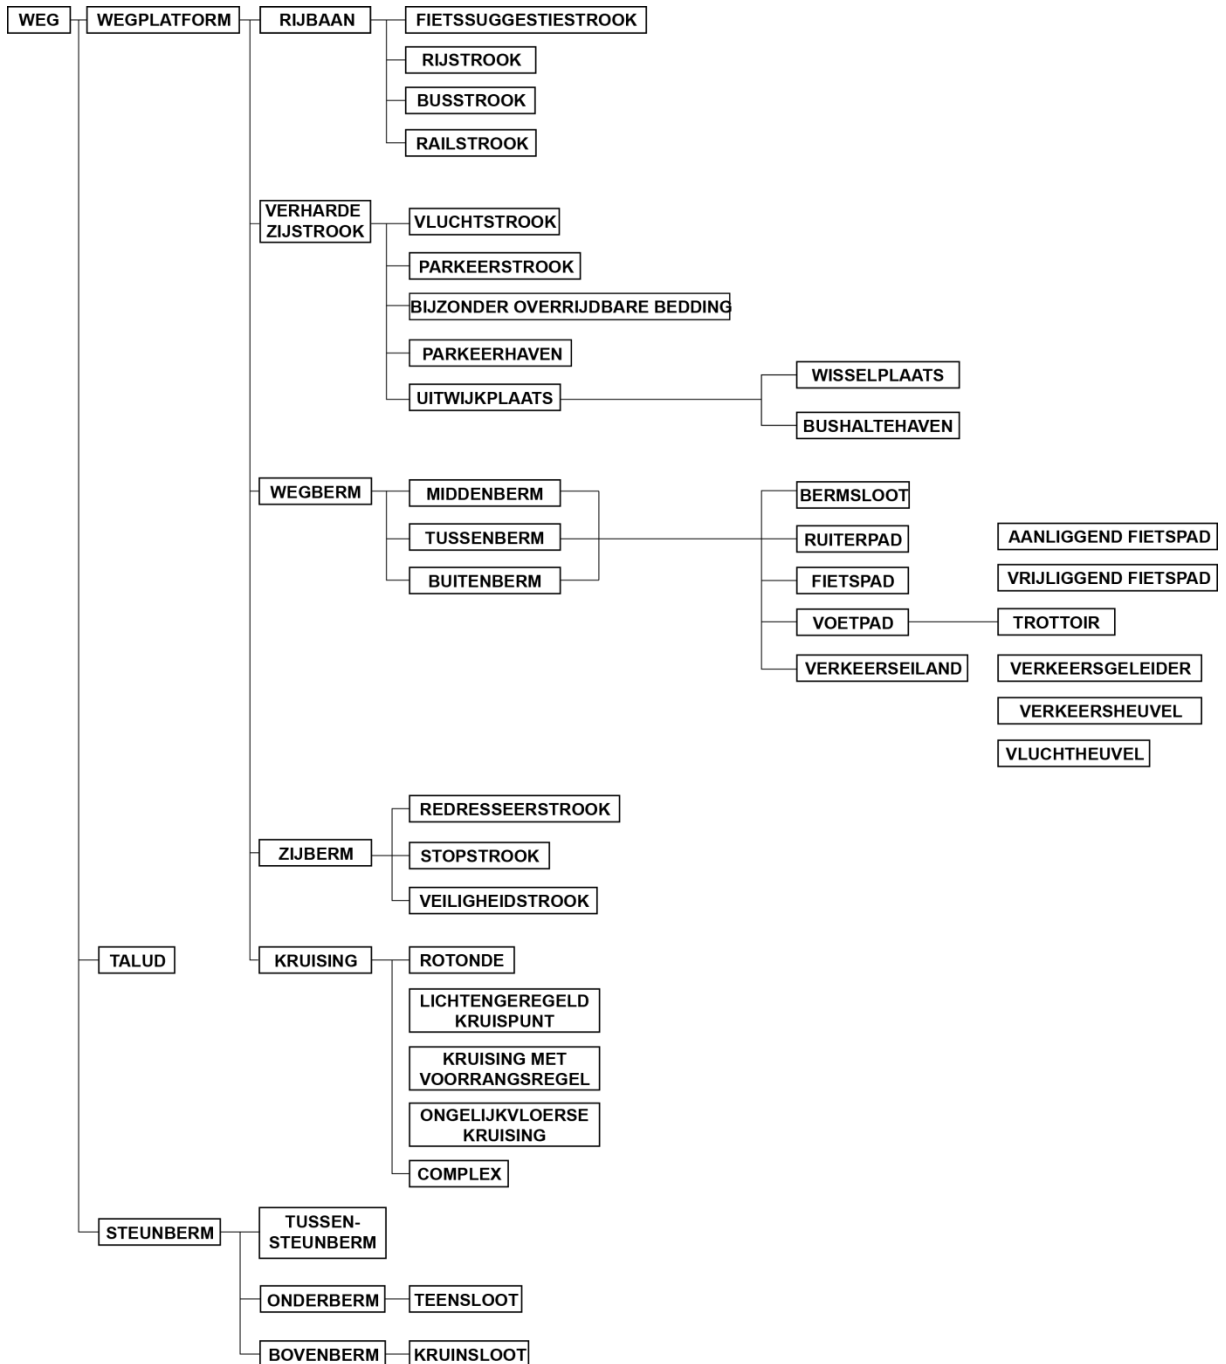 WEG
WEGPLATFORM
RIJBAAN
FIETSSUGGESTIESTROOK
RIJSTROOK
BUSSTROOK
RAILSTROOK
VERHARDE
ZIJSTROOK
VLUCHTSTROOK
PARKEERSTROOK
BIJZONDER OVERRIJDBARE BEDDING
PARKEERHAVEN
UITWIJKPLAATS
WISSELPLAATS
BUSHALTEHAVEN
WEGBERM
MIDDENBERM
TUSSENBERM
BUITENBERM
BERMSLOOT
RUITERPAD
FIETSPAD
VOETPAD
VERKEERSEILAND
AANLIGGEND FIETSPAD
VRIJLIGGEND FIETSPAD
TROTTOIR
VERKEERSGELEIDER
VERKEERSHEUVEL
VLUCHTHEUVEL
ZIJBERM
REDRESSEERSTROOK
STOPSTROOK
VEILIGHEIDSTROOK
TALUD
KRUISING
ROTONDE
LICHTENGEREGELD
KRUISPUNT
KRUISING MET
VOORRANGSREGEL
ONGELIJKVLOERSE
KRUISING
COMPLEX
STEUNBERM
TUSSEN-
STEUNBERM
ONDERBERM
TEENSLOOT
BOVENBERM
KRUINSLOOT